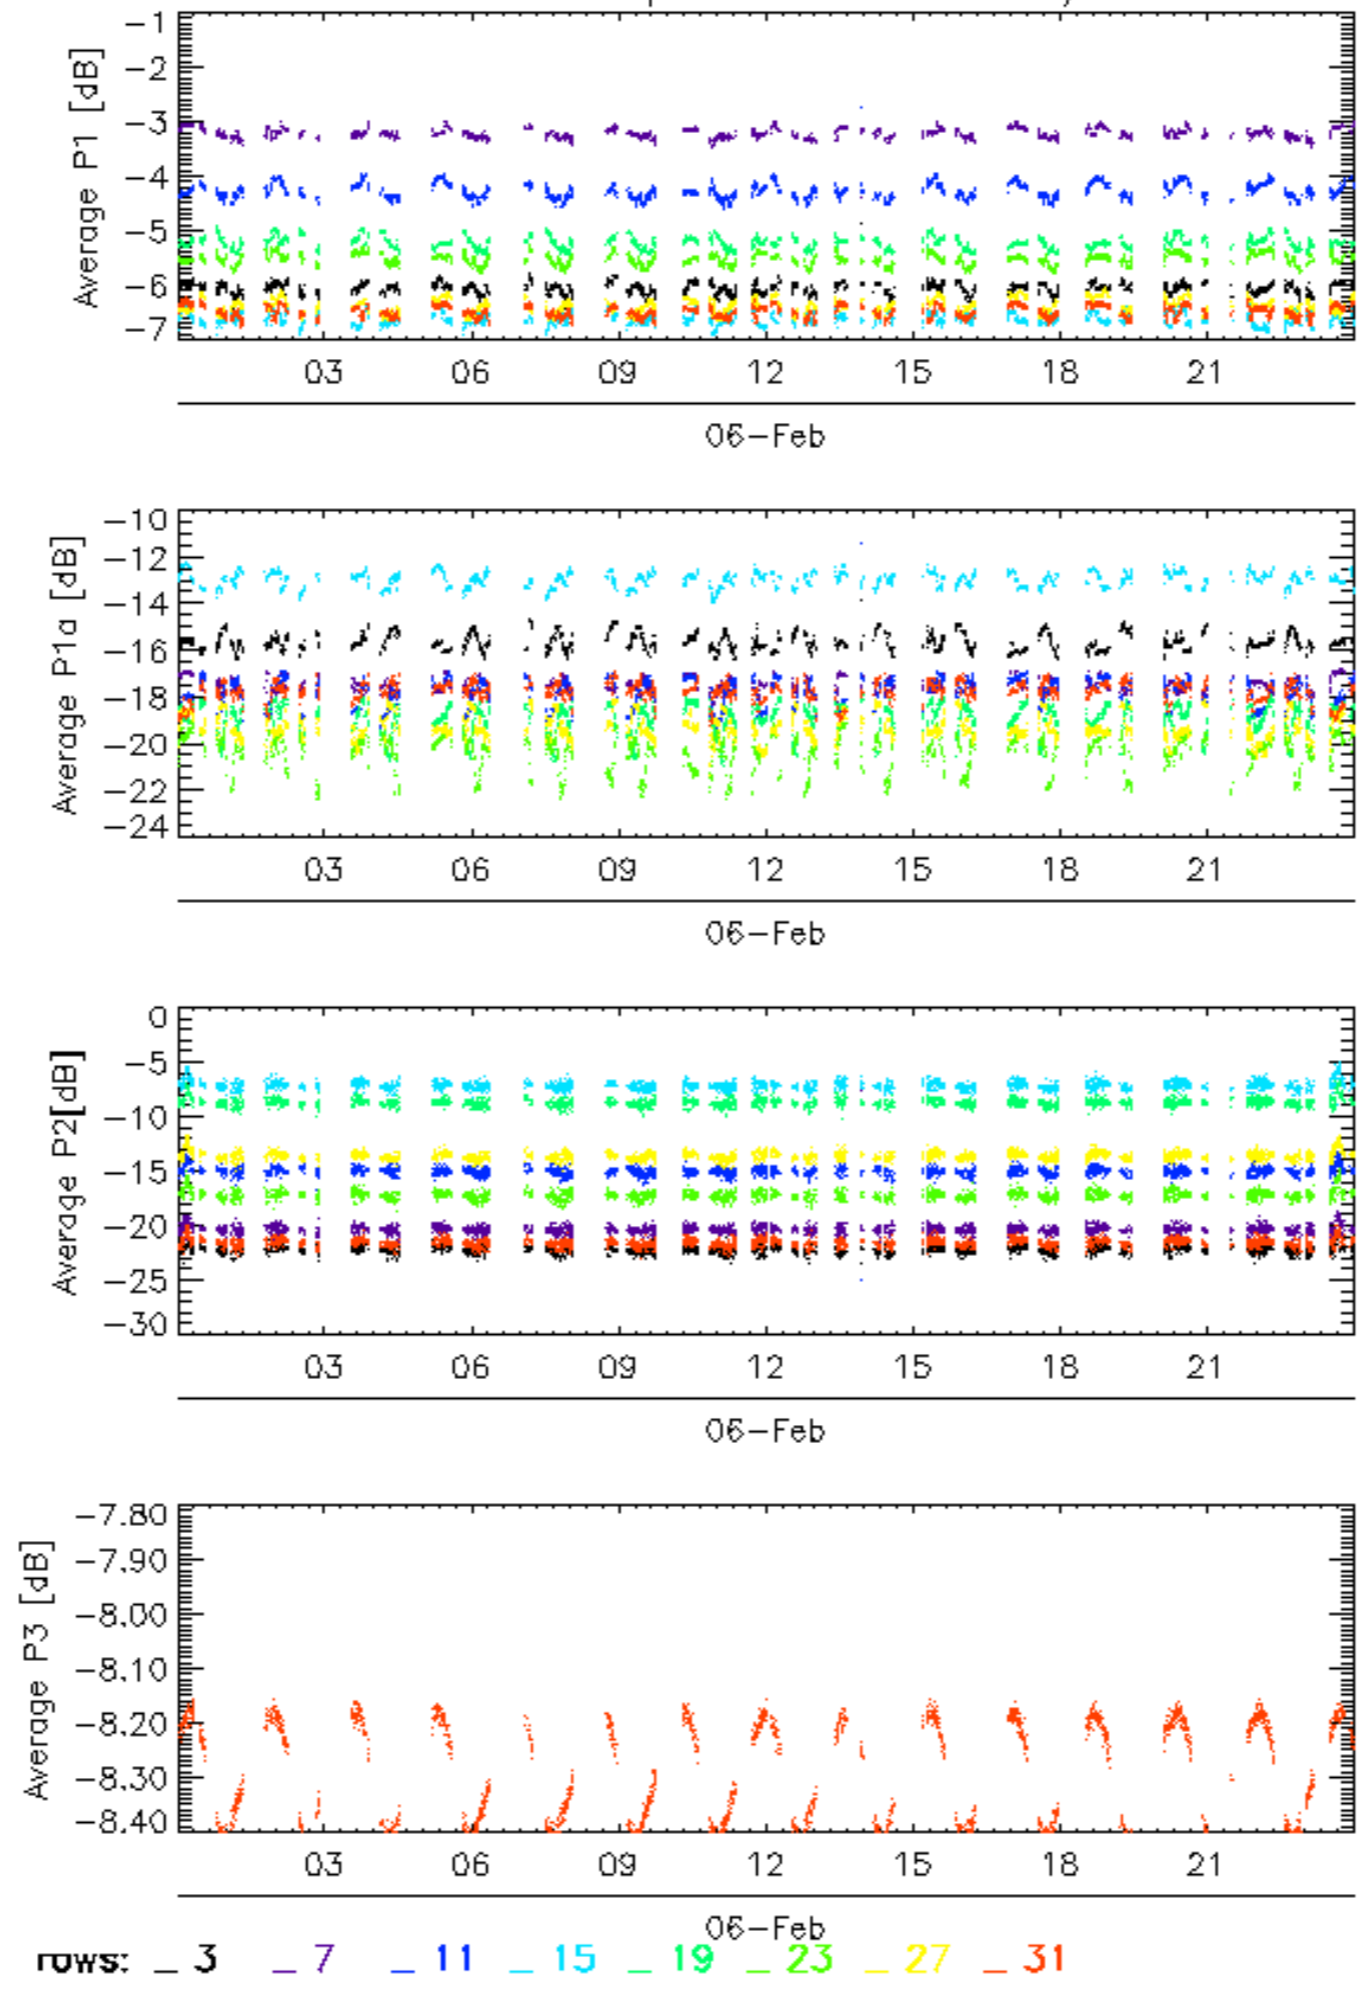 Average P1 [dB]
-1
-2
-3
-4
-5
-6
-7
03 06 09 12 15 18 21
06-Feb
Average P1a [dB]
-10
-12
-14
-16
-18
-20
-22
-24
03 06 09 12 15 18 21
06-Feb
Average P2[dB]
0
-5
-10
-15
-20
-25
-30
03 06 09 12 15 18 21
06-Feb
Average P3 [dB]
-7.80
-7.90
-8.00
-8.10
-8.20
-8.30
-8.40
03 06 09 12 15 18 21
06-Feb
rows: _ 3 _ 7 _ 11 _ 15 _ 19 _ 23 _ 27 _ 31